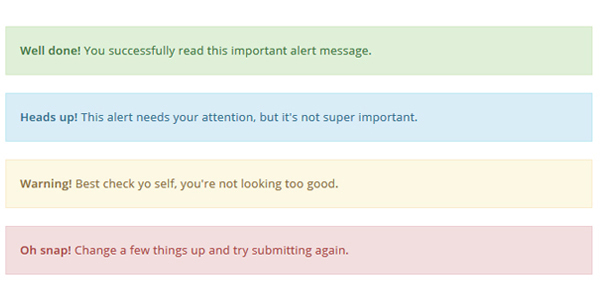 Well done! You successfully read this important alert message.
Heads up! This alert needs your attention, but it's not super important.
Warning! Best check yo self, you're not looking too good.
Oh snap! Change a few things up and try submitting again.